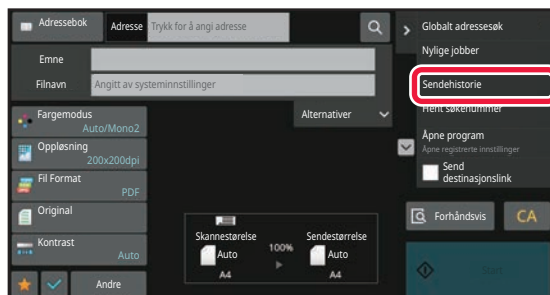 Adressebok
Adresse
Trykk for å angi adresse
Emne
Filnavn
Angitt av systeminnstillinger
Fargemodus
Auto/Mono2
Oppløsning
200x200dpi
Fil Format
PDF
Original
Kontrast
Auto
Andre
Alternativer
Skannestørelse
Auto
A4
100%
Sendestørrelse
Auto
A4
Globalt adressesøk
Nylige jobber
Sendehistorie
Hent søkenummer
Åpne program
Åpne registrerte innstillinger
Send
destinasjonslink
Forhåndsvis
CA
Start